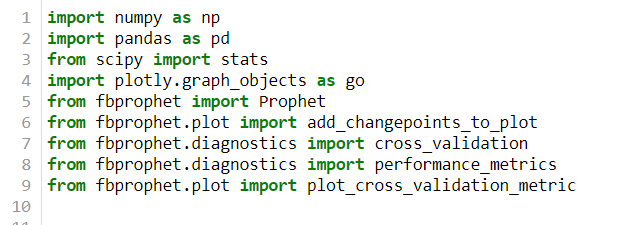 1 import numpy as np
2 import pandas as pd
3 from scipy import stats
4 import plotly.graph_objects as go
5 from fbprophet import Prophet
6 from fbprophet.plot import add_changepoints_to_plot
7 from fbprophet.diagnostics import cross_validation
8 from fbprophet.diagnostics import performance_metrics
9 from fbprophet.plot import plot_cross_validation_metric
10